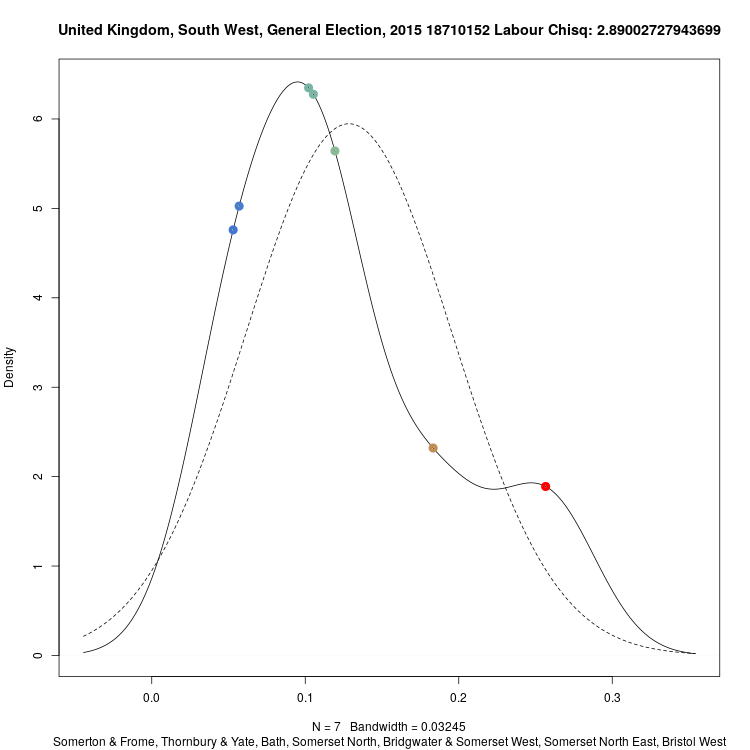 United Kingdom, South West, General Election, 2015 18710152 Labour Chisq: 2.89002727943699
6
5
4
3
2
1
0
Density
0.0 0.1 0.2 0.3
N = 7 Bandwidth = 0.03245
Somerton & Frome, Thornbury & Yate, Bath, Somerset North, Bridgwater & Somerset West, Somerset North East, Bristol West